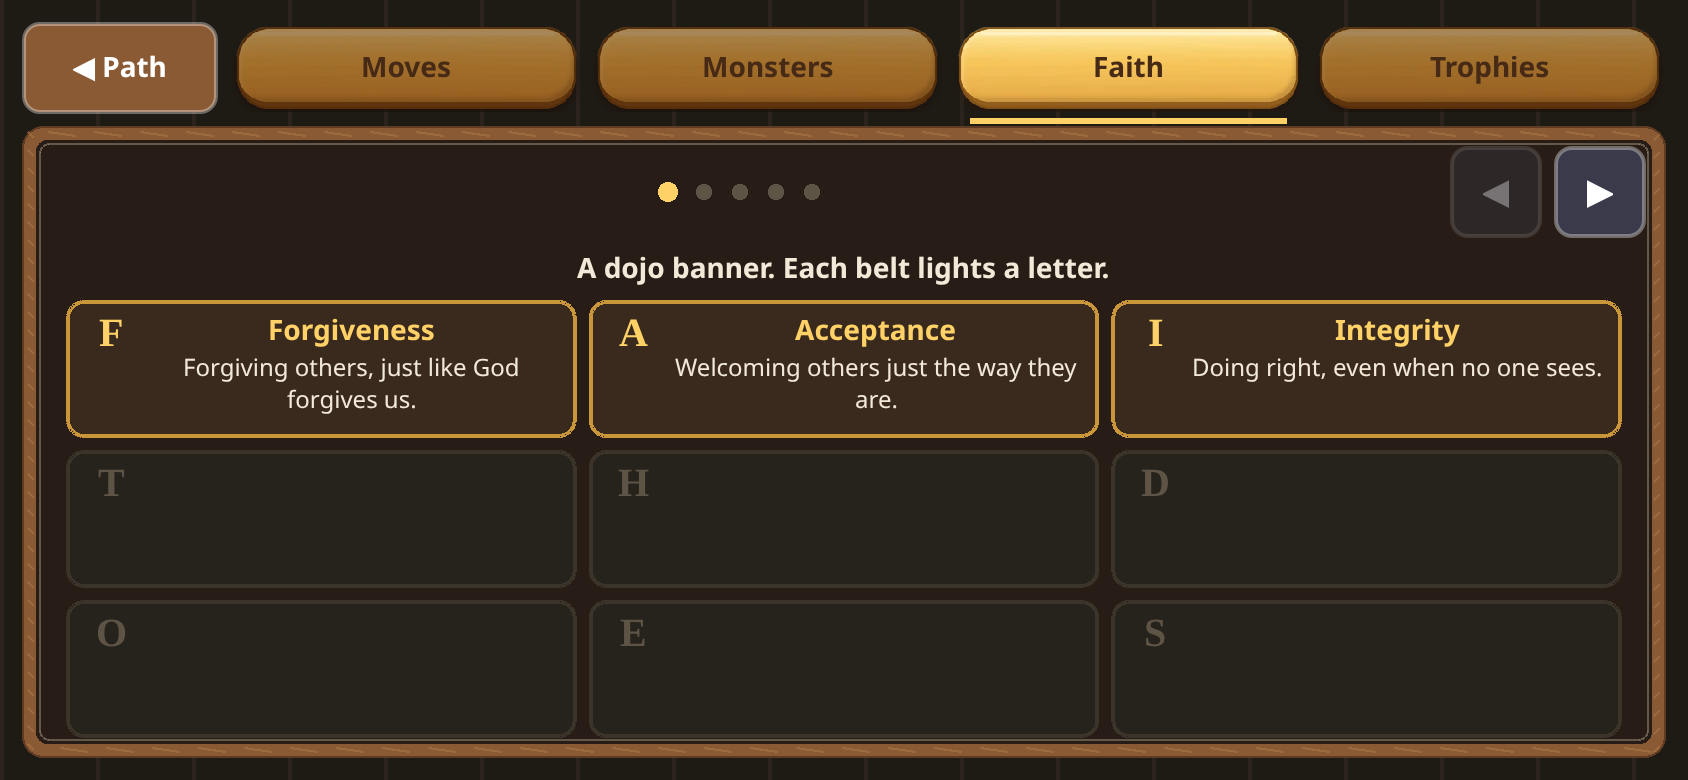 ◀ Path
Moves
Monsters
Faith
Trophies
A dojo banner. Each belt lights a letter.
F
Forgiveness
Forgiving others, just like God
forgives us.
A
Acceptance
Welcoming others just the way they
are.
I
Integrity
Doing right, even when no one sees.
T
H
D
O
E
S